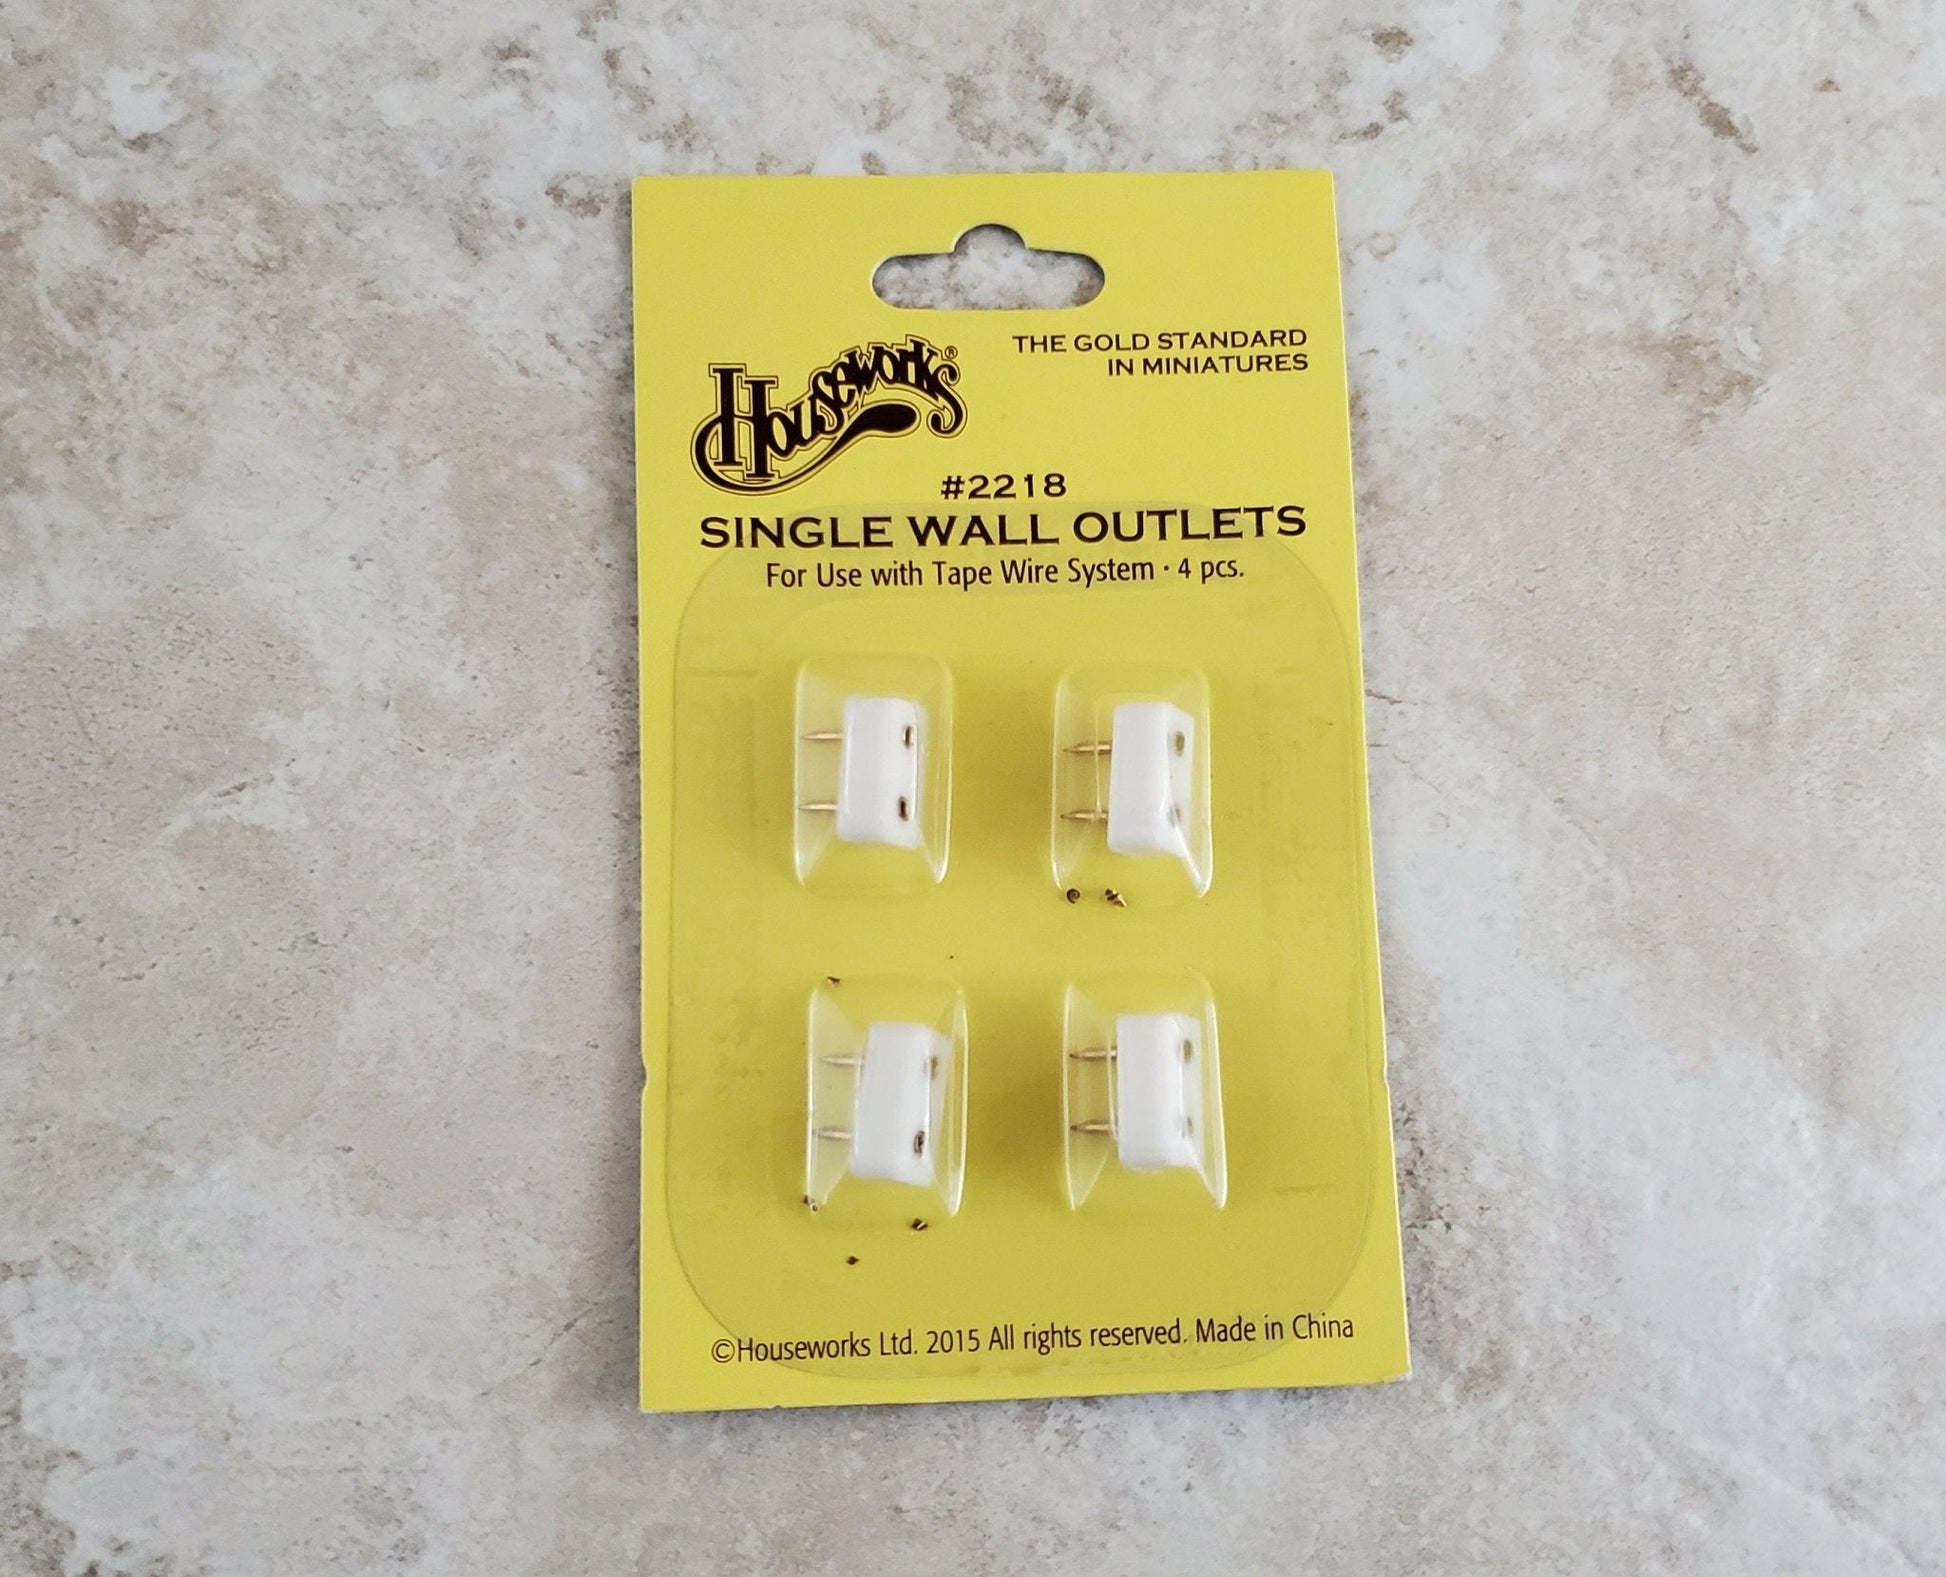 Houseworks®
THE GOLD STANDARD
IN MINIATURES
#2218
SINGLE WALL OUTLETS
For Use with Tape Wire System · 4 pcs.
©Houseworks Ltd. 2015 All rights reserved. Made in China